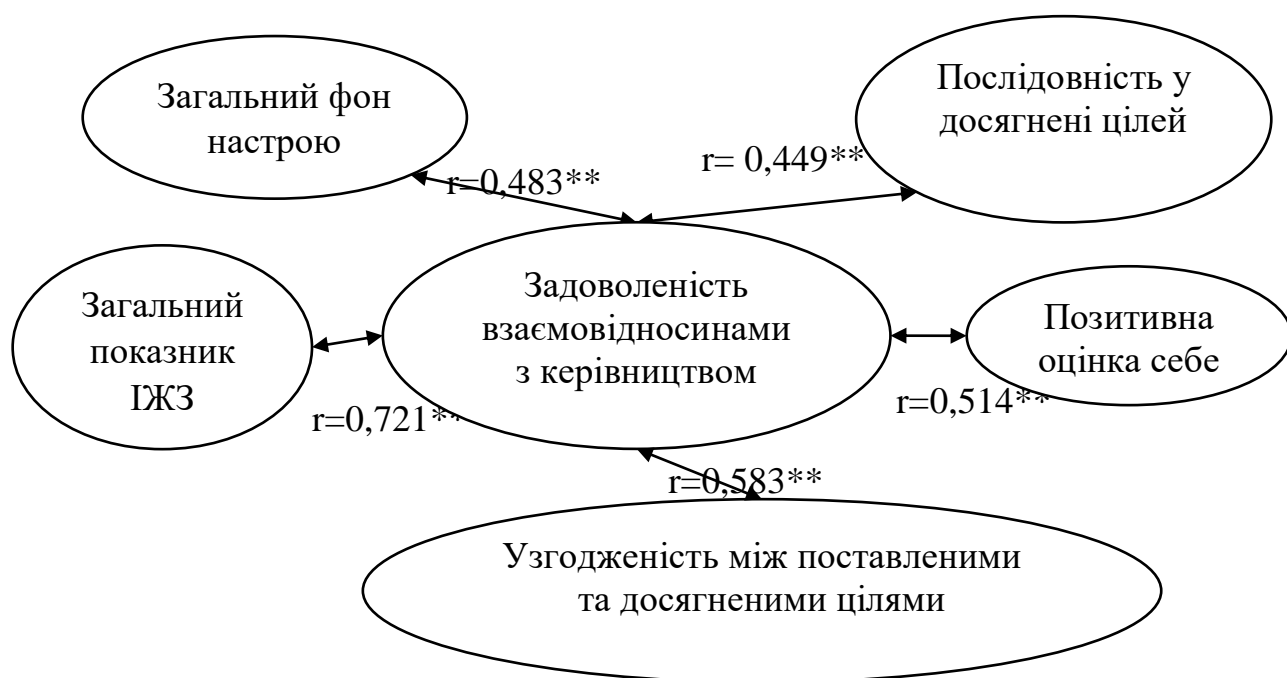 Загальний фон
настрою
Послідовність у
досягнені цілей
r=0,483**
r= 0,449**
Загальний
показник
ІЖЗ
Задоволеність
взаємовідносинами
з керівництвом
Позитивна
оцінка себе
r=0,721**
r=0,514**
r=0,583**
Узгодженість між поставленими
та досягненими цілями